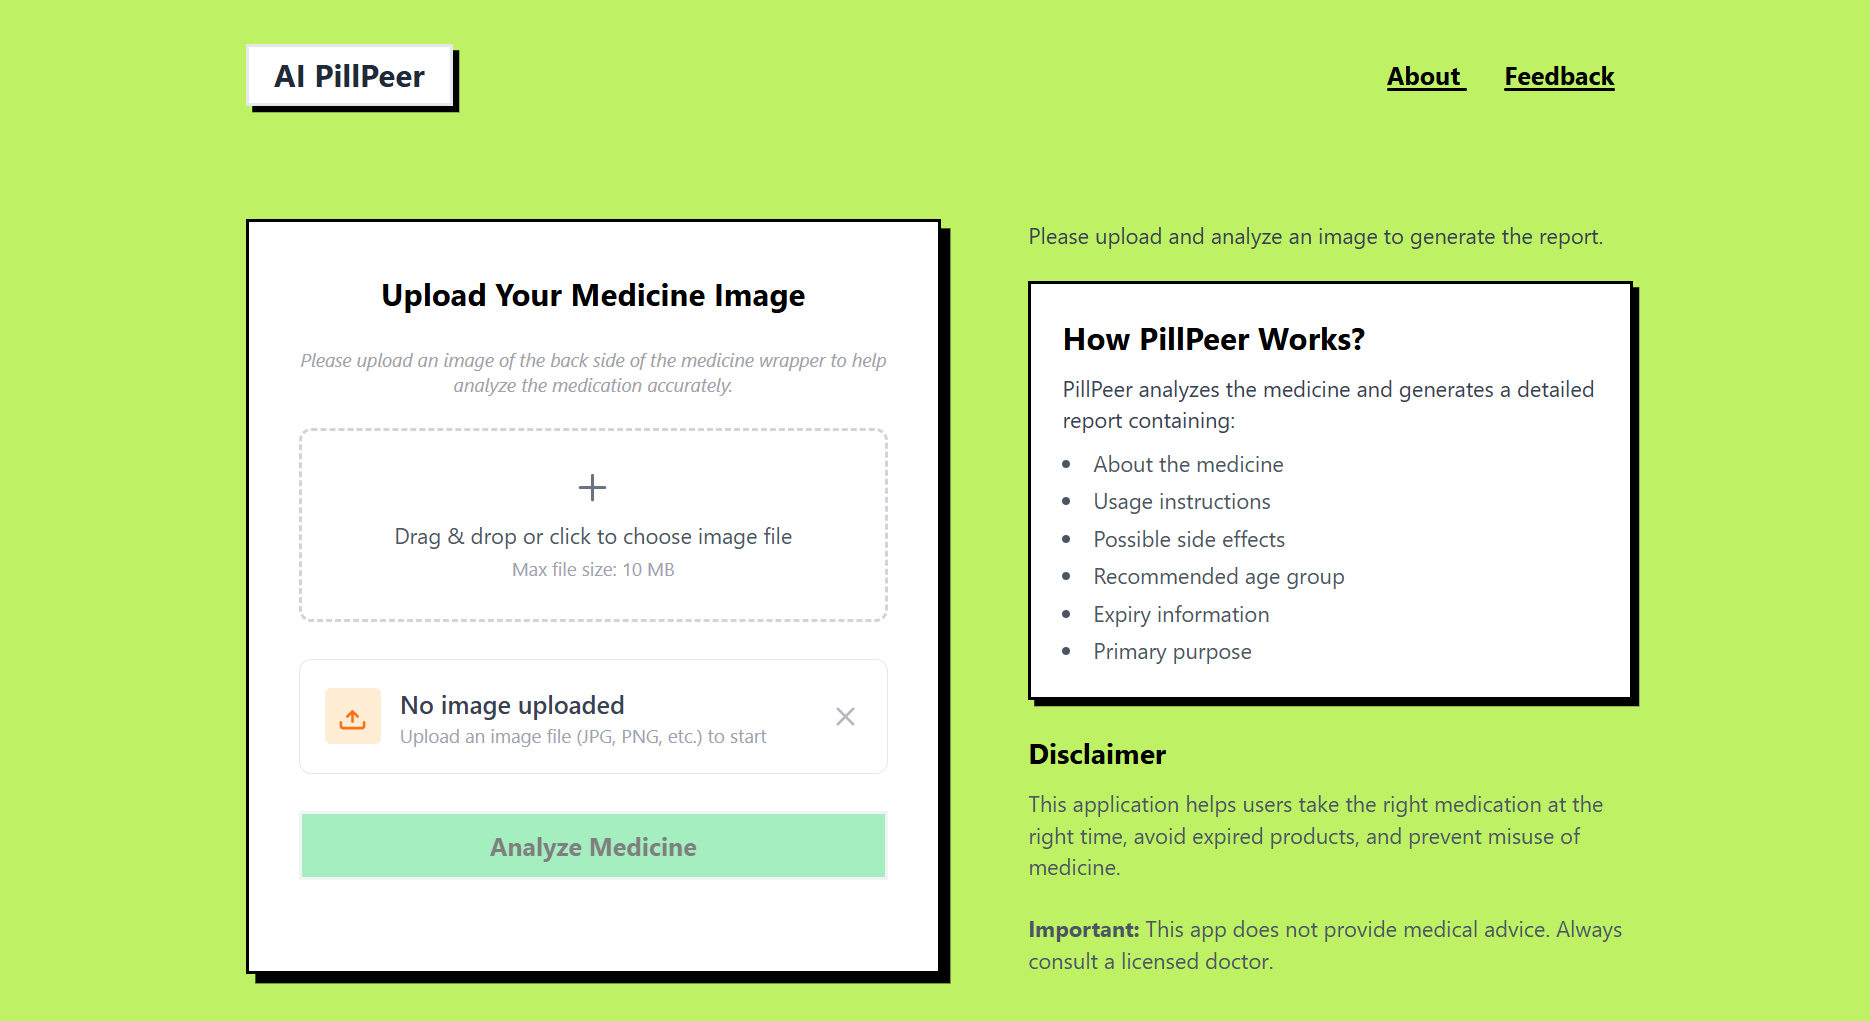 AI PillPeer
About
Feedback
Upload Your Medicine Image
Please upload an image of the back side of the medicine wrapper to help
analyze the medication accurately.
Drag & drop or click to choose image file
Max file size: 10 MB
No image uploaded
Upload an image file (JPG, PNG, etc.) to start
Analyze Medicine
Please upload and analyze an image to generate the report.
How PillPeer Works?
PillPeer analyzes the medicine and generates a detailed
report containing:
About the medicine
Usage instructions
Possible side effects
Recommended age group
Expiry information
Primary purpose
Disclaimer
This application helps users take the right medication at the
right time, avoid expired products, and prevent misuse of
medicine.
Important: This app does not provide medical advice. Always
consult a licensed doctor.